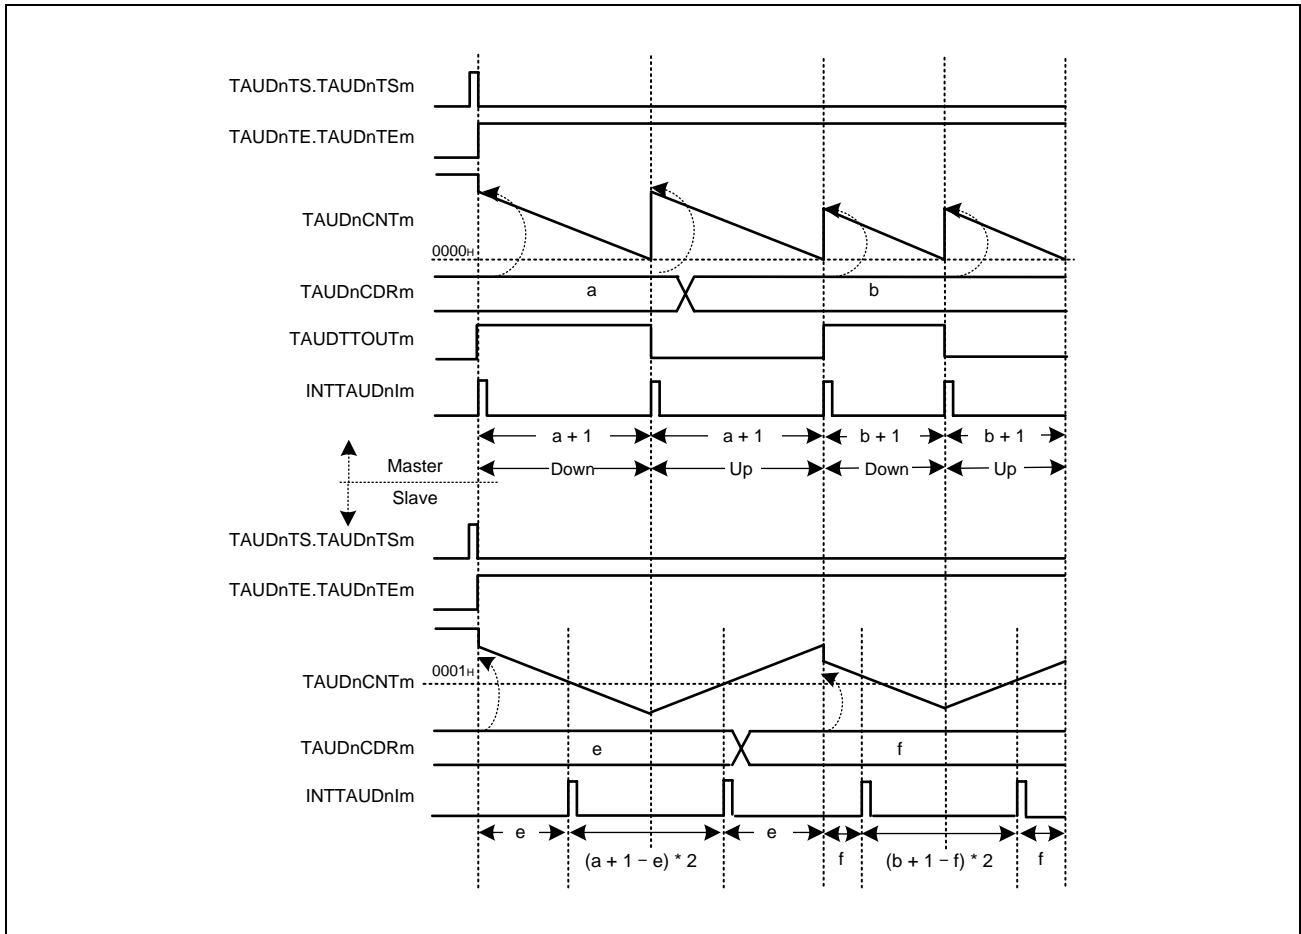 TAUDnTS.TAUDnTSm
TAUDnTE.TAUDnTEm
TAUDnCNTm
0000H
TAUDnCDRm
a b
TAUDTTOUTm
INTTAUDnIm
a + 1 a + 1 b + 1 b + 1
Master Down Up Down Up
Slave
TAUDnTS.TAUDnTSm
TAUDnTE.TAUDnTEm
0001H
TAUDnCNTm
TAUDnCDRm
e f
INTTAUDnIm
e e
(a + 1 − e) * 2 f (b + 1 − f) * 2 f